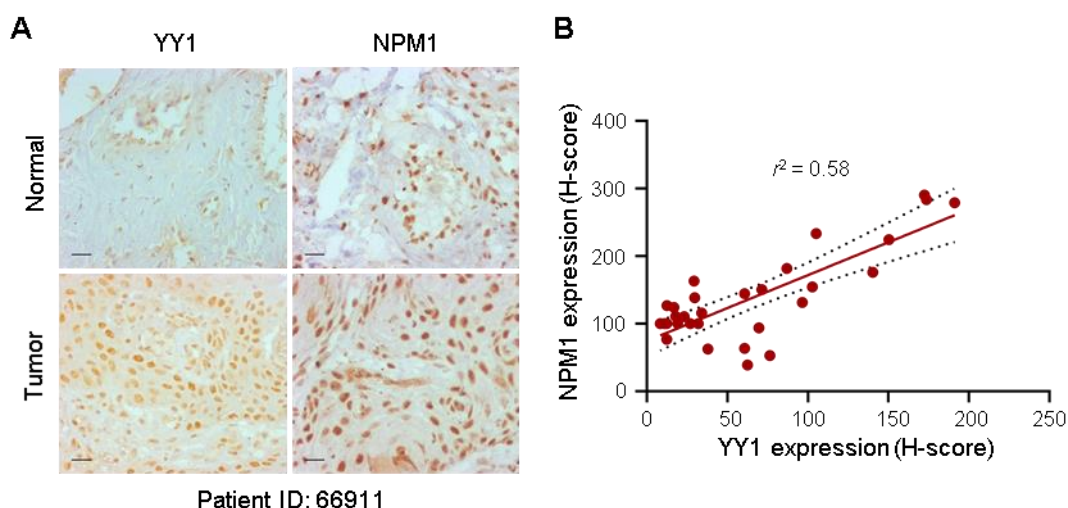 A
YY1
NPM1
Normal
Tumor
Patient ID: 66911
B
NPM1 expression (H-score)
400
300
200
100
0
r² = 0.58
0
50
100
150
200
250
YY1 expression (H-score)